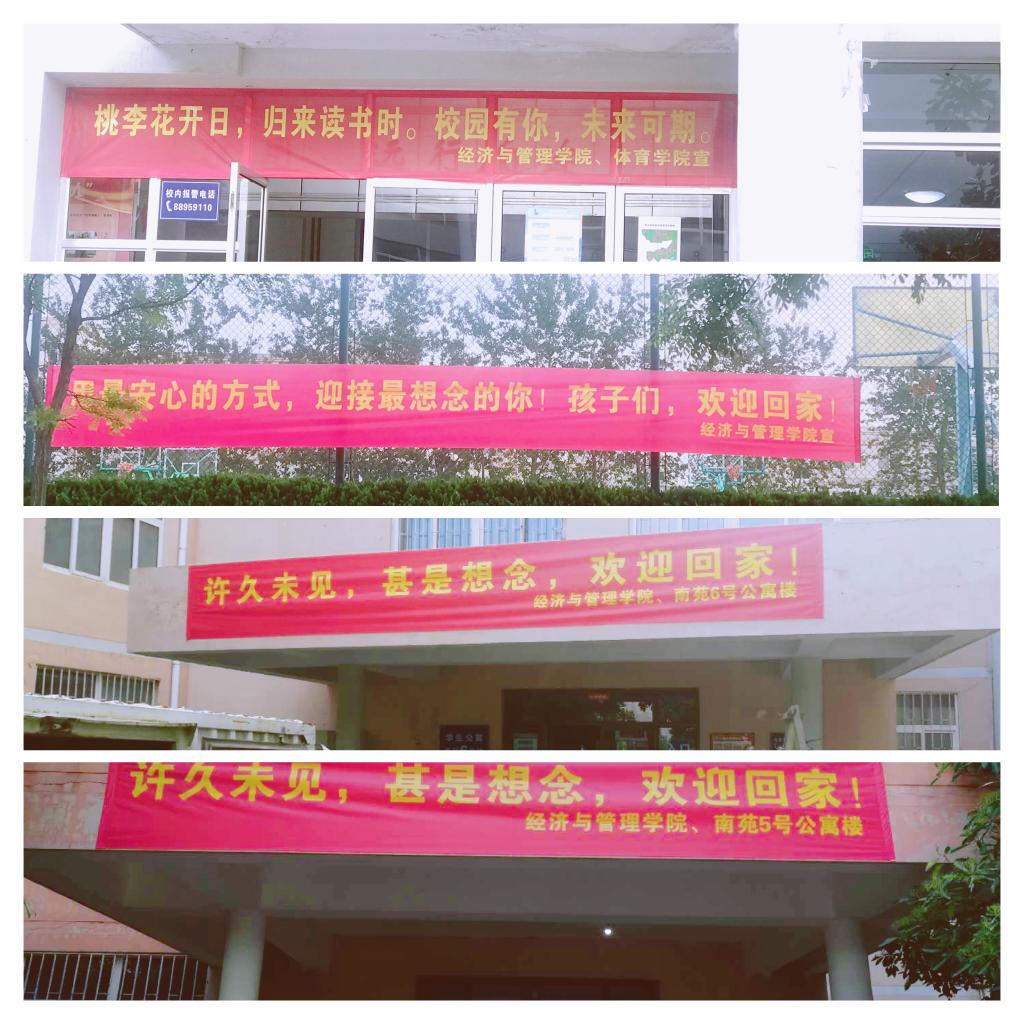 桃李花开日，归来读书时。校园有你，未来可期。
经济与管理学院、体育学院宣
校内报警电话
88959110
用最安心的方式，迎接最想念的你！孩子们，欢迎回家！
经济与管理学院宣
许久未见，甚是想念，欢迎回家！
经济与管理学院、南苑6号公寓楼
学生公寓
许久未见，甚是想念，欢迎回家！
经济与管理学院、南苑5号公寓楼